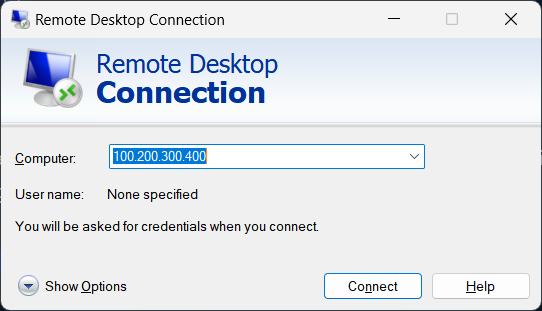 Remote Desktop Connection
Remote Desktop
Connection
Computer: 100.200.300.400
User name: None specified
You will be asked for credentials when you connect.
Show Options Connect Help